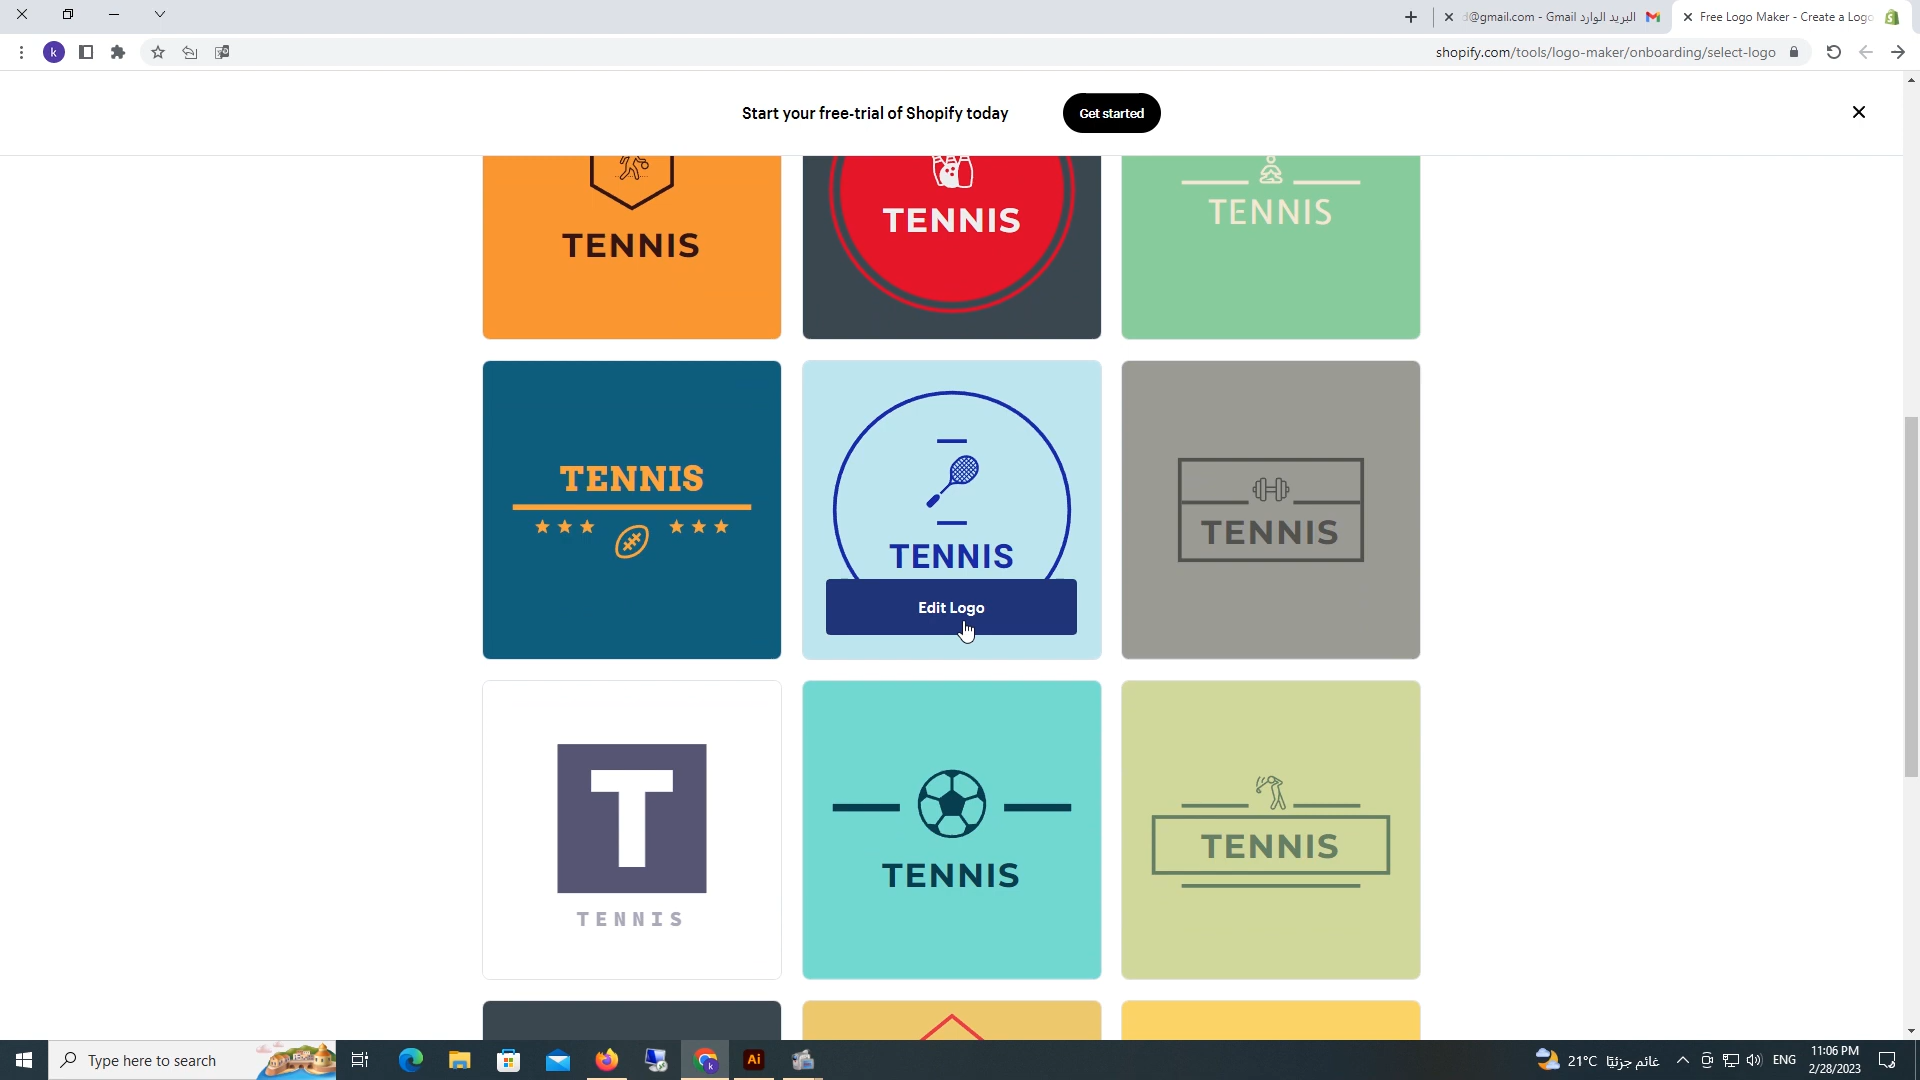 @gmail.com - Gmail البريد الوارد
Free Logo Maker - Create a Logo
k
shopify.com/tools/logo-maker/onboarding/select-logo
Start your free-trial of Shopify today
Get started
TENNIS
TENNIS
TENNIS
TENNIS
TENNIS
Edit Logo
TENNIS
T
TENNIS
TENNIS
TENNIS
Type here to search
k
Ai
21°C غائم جزئيًا
ENG
11:06 PM
2/28/2023